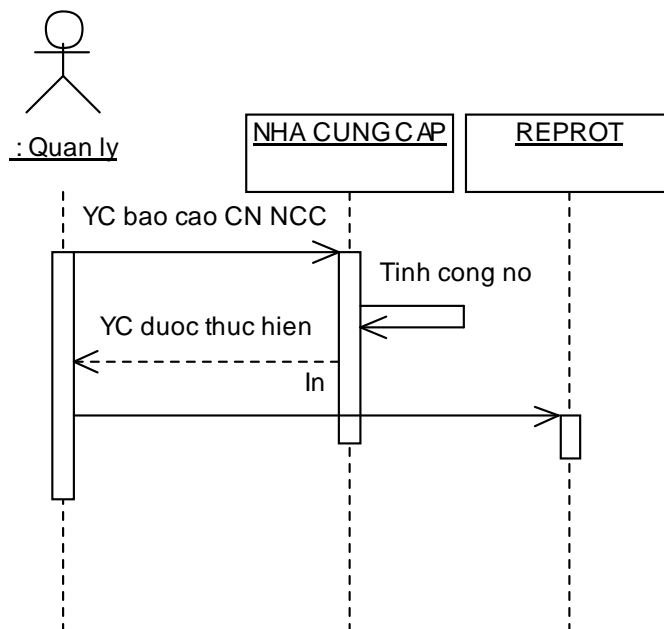 : Quan ly
NHA CUNG CAP
REPROT
YC bao cao CN NCC
Tinh cong no
YC duoc thuc hien
In